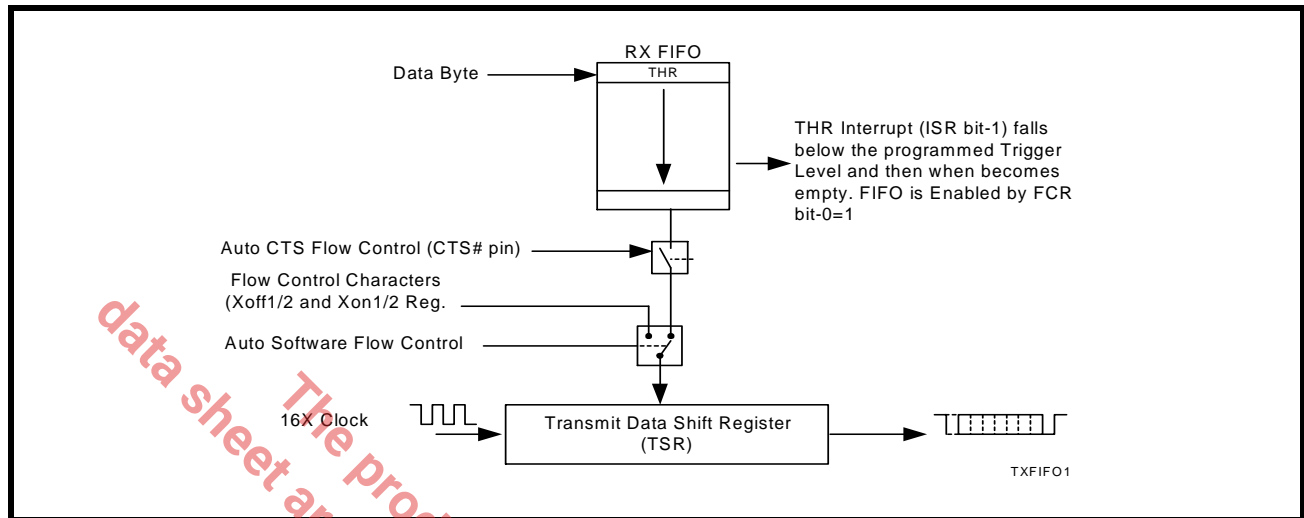 RX FIFO
THR
Data Byte
THR Interrupt (ISR bit-1) falls
below the programmed Trigger
Level and then when becomes
empty. FIFO is Enabled by FCR
bit-0=1
Auto CTS Flow Control (CTS# pin)
Flow Control Characters
(Xoff1/2 and Xon1/2 Reg.
Auto Software Flow Control
16X Clock
Transmit Data Shift Register
(TSR)
TXFIFO1
The prod
data sheet an